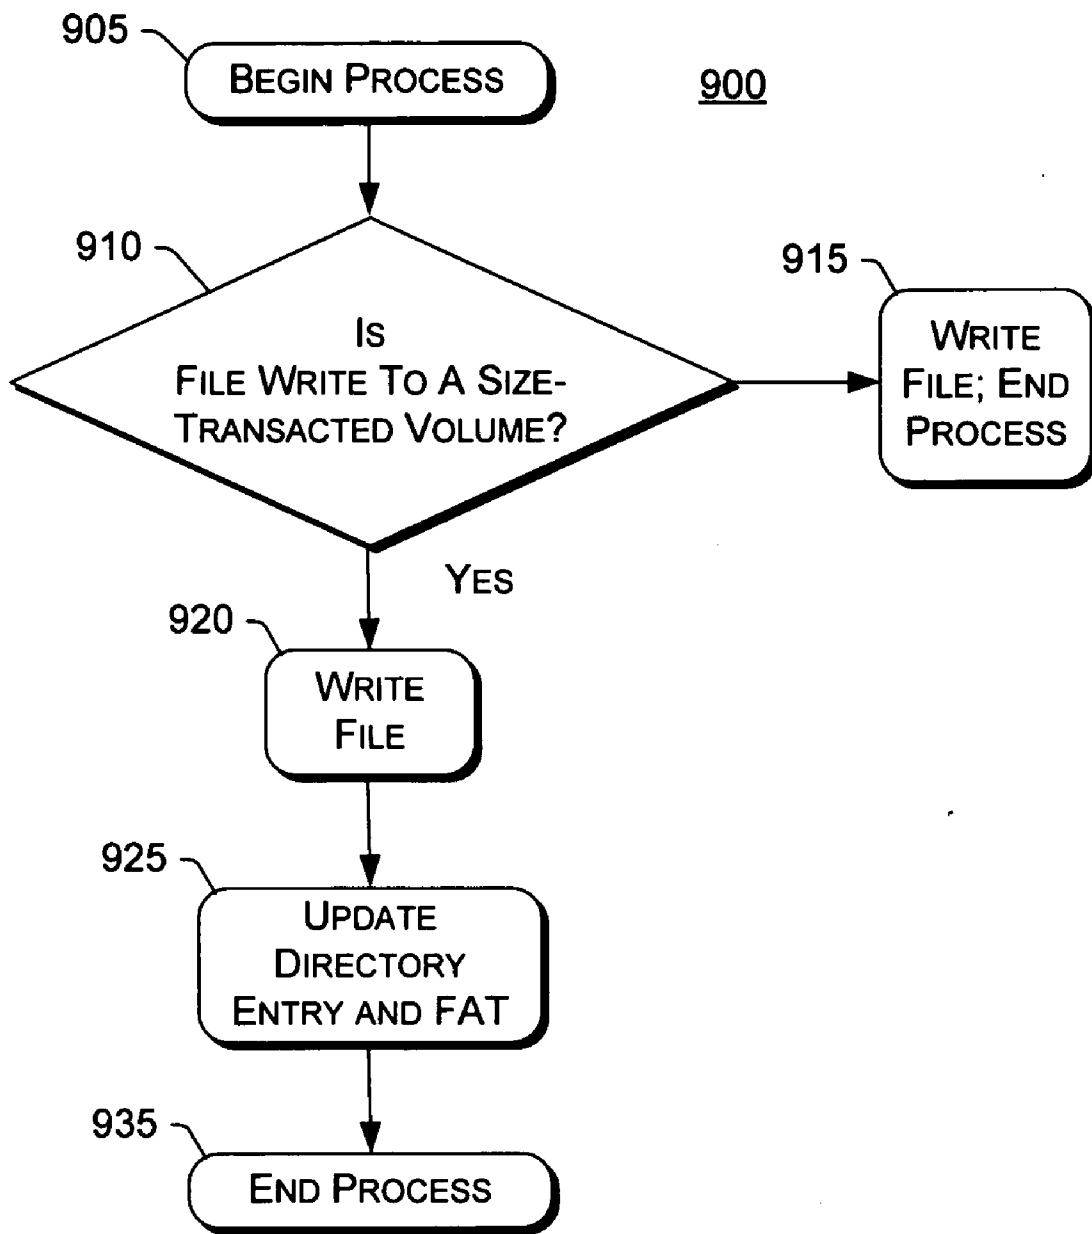 905
BEGIN PROCESS
900
910
IS
FILE WRITE TO A SIZE-
TRANSACTED VOLUME?
915
WRITE
FILE; END
PROCESS
YES
920
WRITE
FILE
925
UPDATE
DIRECTORY
ENTRY AND FAT
935
END PROCESS